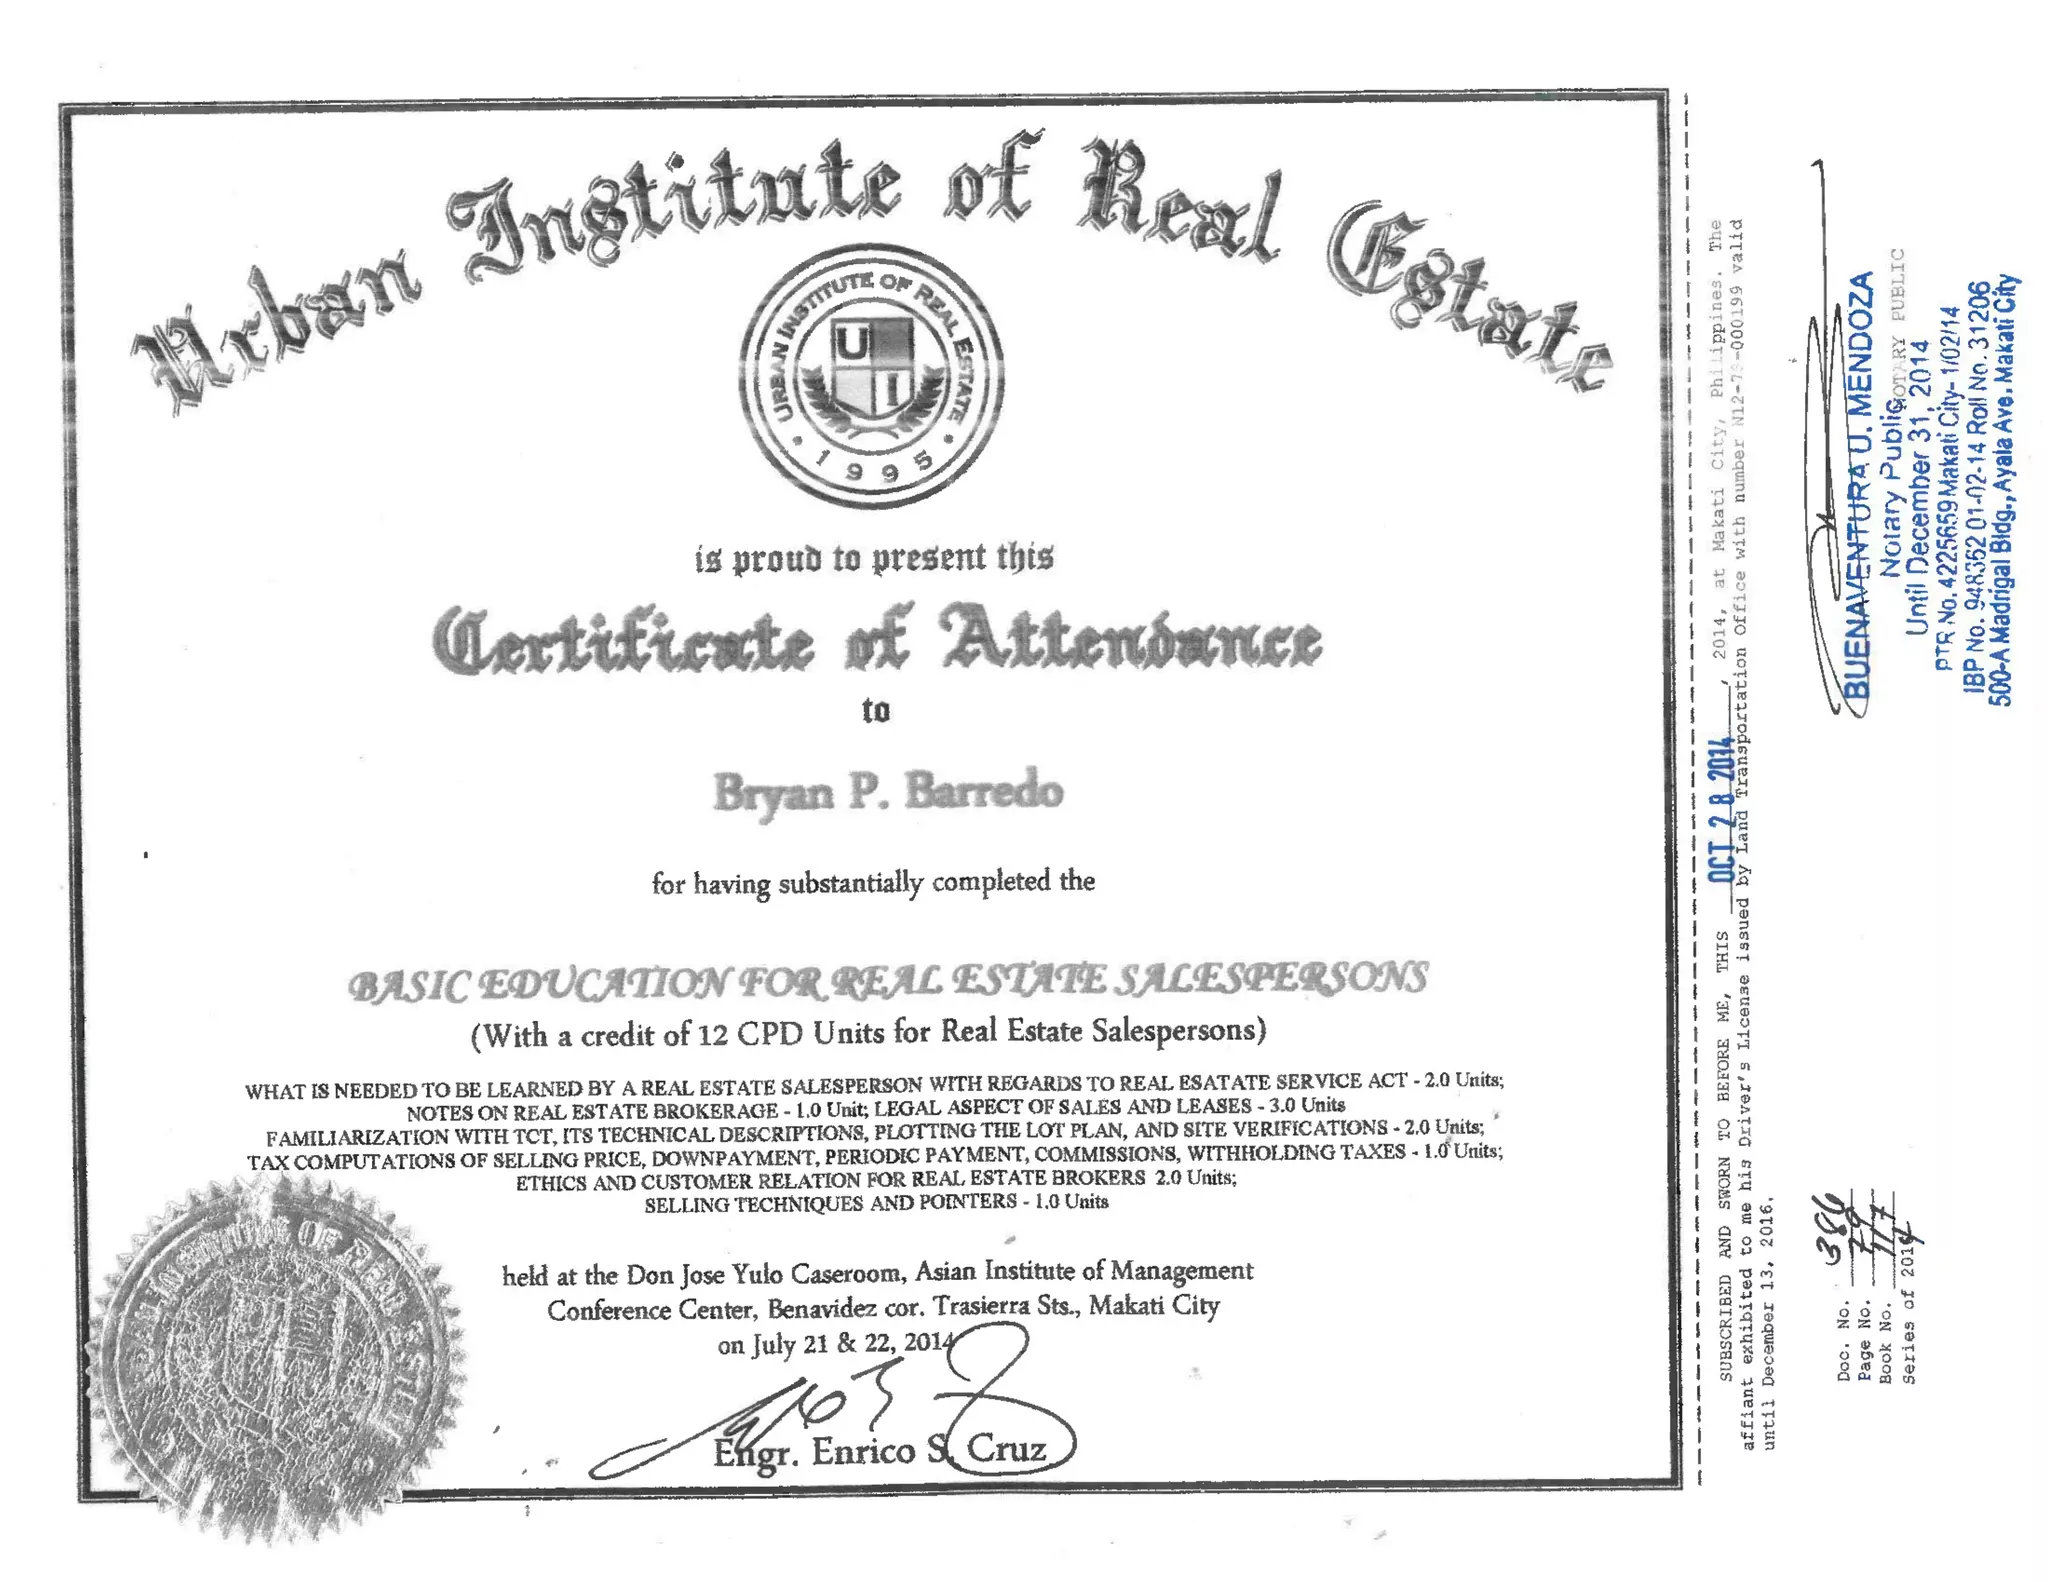 Urban Institute of Real Estate
URBAN INSTITUTE OF REAL ESTATE
U
I
• 1995 •
is proud to present this
Certificate of Attendance
to
Bryan P. Barredo
for having substantially completed the
BASIC EDUCATION FOR REAL ESTATE SALESPERSONS
(With a credit of 12 CPD Units for Real Estate Salespersons)
WHAT IS NEEDED TO BE LEARNED BY A REAL ESTATE SALESPERSON WITH REGARDS TO REAL ESATATE SERVICE ACT - 2.0 Units;
NOTES ON REAL ESTATE BROKERAGE - 1.0 Unit; LEGAL ASPECT OF SALES AND LEASES - 3.0 Units
FAMILIARIZATION WITH TCT, ITS TECHNICAL DESCRIPTIONS, PLOTTING THE LOT PLAN, AND SITE VERIFICATIONS - 2.0 Units;
TAX COMPUTATIONS OF SELLING PRICE, DOWNPAYMENT, PERIODIC PAYMENT, COMMISSIONS, WITHHOLDING TAXES - 1.0 Units;
ETHICS AND CUSTOMER RELATION FOR REAL ESTATE BROKERS 2.0 Units;
SELLING TECHNIQUES AND POINTERS - 1.0 Units
held at the Don Jose Yulo Caseroom, Asian Institute of Management
Conference Center, Benavidez cor. Trasierra Sts., Makati City
on July 21 & 22, 2014
Engr. Enrico S. Cruz
OF REAL ESTATE
SUBSCRIBED AND SWORN TO BEFORE ME, THIS OCT 28 2014, 2014, at Makati City, Philippines. The
affiant exhibited to me his Driver's License issued by Land Transportation Office with number valid
until December 13, 2016.
NOTARY PUBLIC
BUENAVENTURA U. MENDOZA
Notary Public
Until December 31, 2014
PTR No. 4225659 Makati City- 1/02/14
IBP No. 948362 01-02-14 Roll No. 31206
500-A Madrigal Bldg., Ayala Ave. Makati City
Doc. No. 386
Page No. 79
Book No. 117
Series of 2014